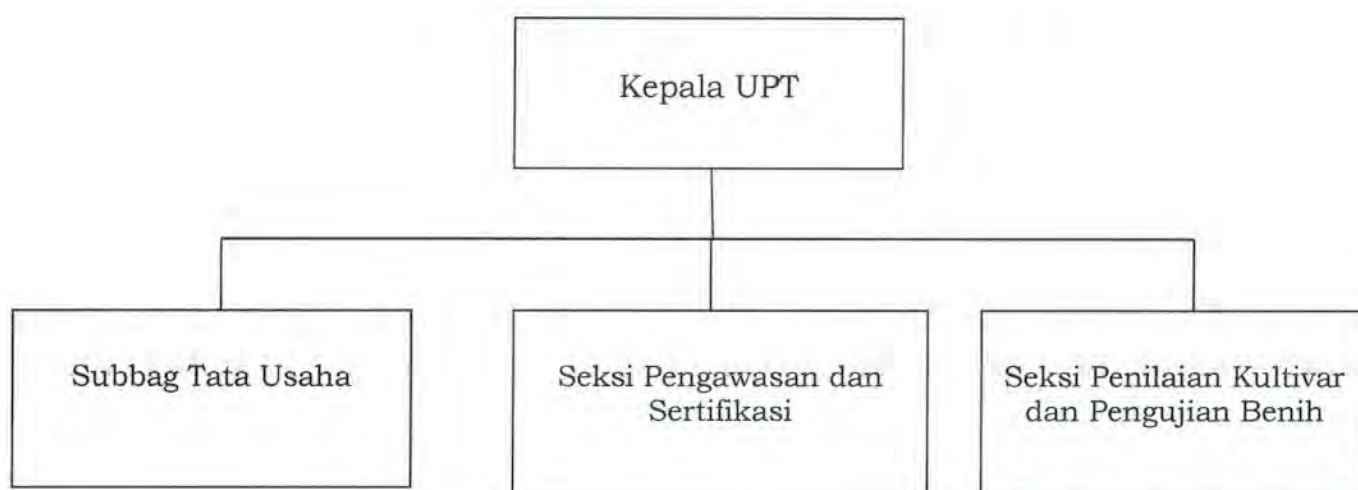 Kepala UPT
Subbag Tata Usaha
Seksi Pengawasan dan
Sertifikasi
Seksi Penilaian Kultivar
dan Pengujian Benih